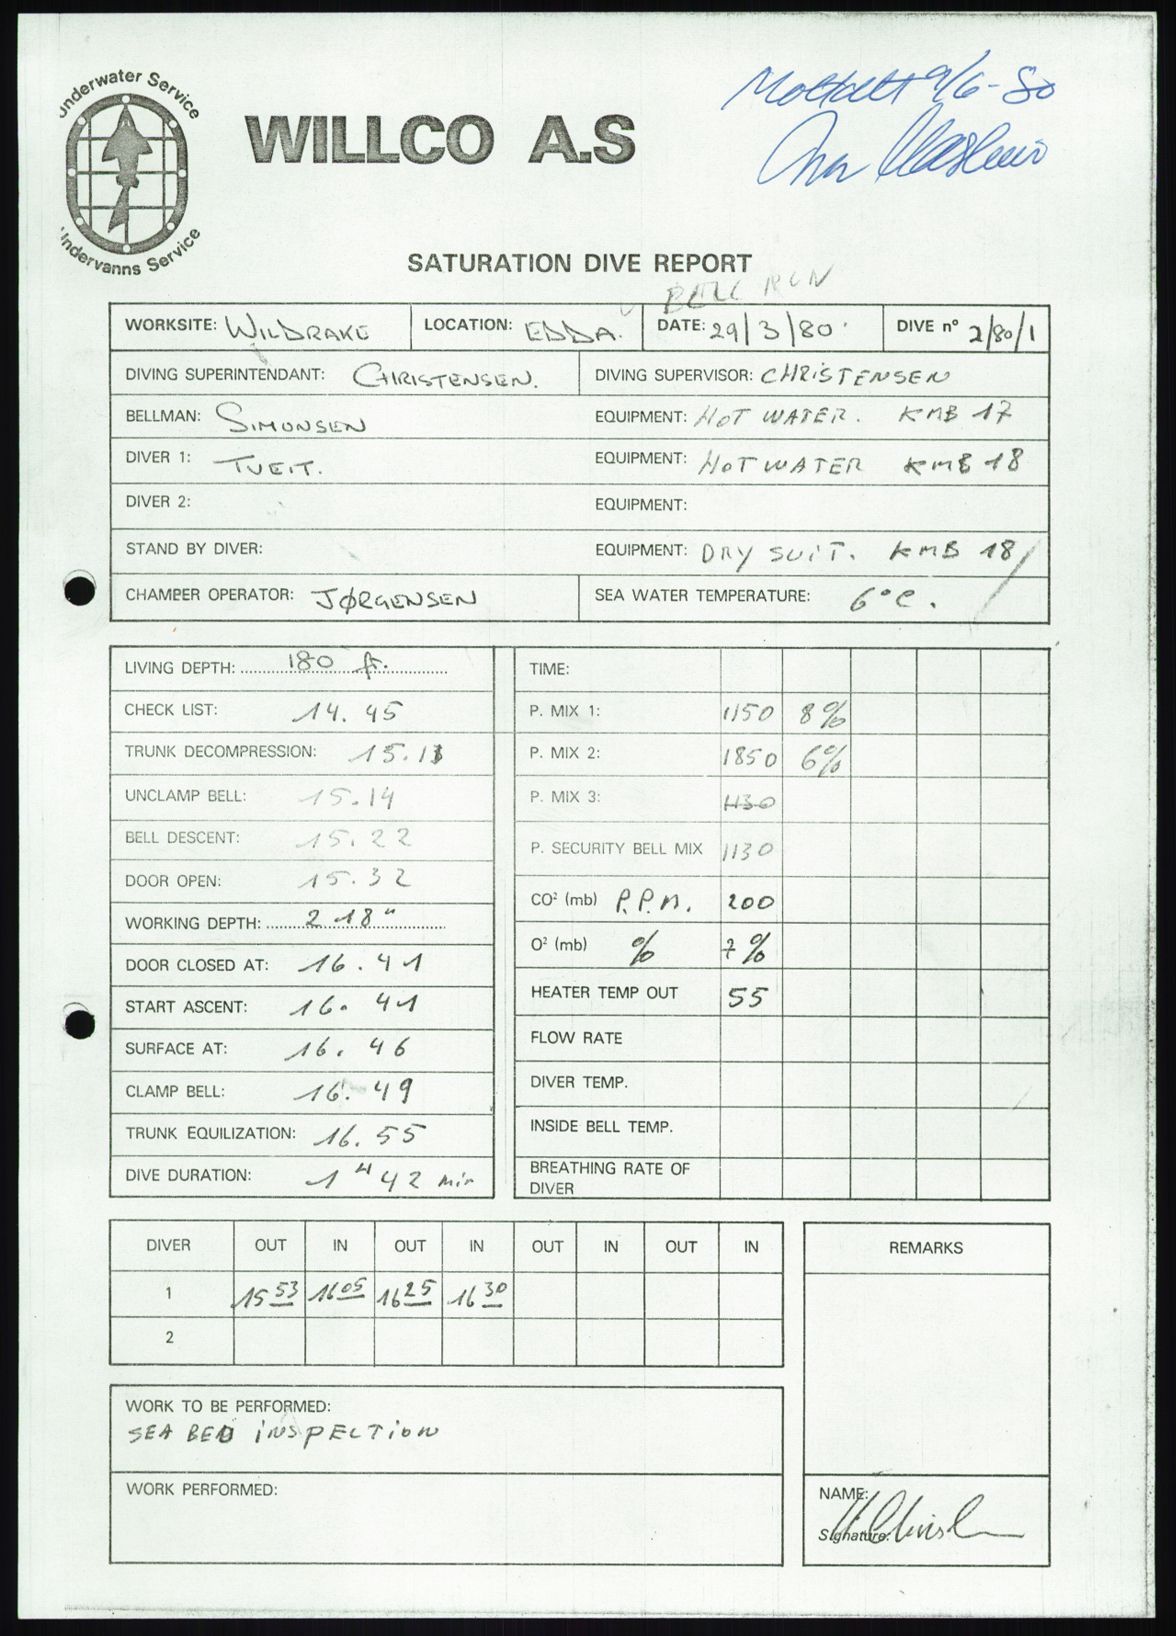 Underwater Service
Undervanns Service
WILLCO A.S
Mottatt 9/6-80
SATURATION DIVE REPORT
BELL RUN
WORKSITE: WILDRAKE LOCATION: EDDA. DATE: 29/3/80 DIVE nº 2/80/1
DIVING SUPERINTENDANT: CHRISTENSEN. DIVING SUPERVISOR: CHRISTENSEN
BELLMAN: SIMONSEN EQUIPMENT: HOT WATER. KMB 17
DIVER 1: TVEIT. EQUIPMENT: HOT WATER KMB 18
DIVER 2: EQUIPMENT:
STAND BY DIVER: EQUIPMENT: DRY SUIT. KMB 18
CHAMBER OPERATOR: JØRGENSEN SEA WATER TEMPERATURE: 6°C.
LIVING DEPTH: 180 ft.
CHECK LIST: 14.45
TRUNK DECOMPRESSION: 15.11
UNCLAMP BELL: 15.14
BELL DESCENT: 15.22
DOOR OPEN: 15.32
WORKING DEPTH: 218"
DOOR CLOSED AT: 16.41
START ASCENT: 16.41
SURFACE AT: 16.46
CLAMP BELL: 16.49
TRUNK EQUILIZATION: 16.55
DIVE DURATION: 1 H 42 min
TIME:
P. MIX 1: 1150 8%
P. MIX 2: 1850 6%
P. MIX 3: 1130
P. SECURITY BELL MIX 1130
CO² (mb) P.P.M. 200
O² (mb) % 7%
HEATER TEMP OUT 55
FLOW RATE
DIVER TEMP.
INSIDE BELL TEMP.
BREATHING RATE OF
DIVER
DIVER OUT IN OUT IN OUT IN OUT IN
1 15 53 16 05 16 25 16 30
2
REMARKS
WORK TO BE PERFORMED:
SEA BED INSPECTION
WORK PERFORMED:
NAME:
Signature: